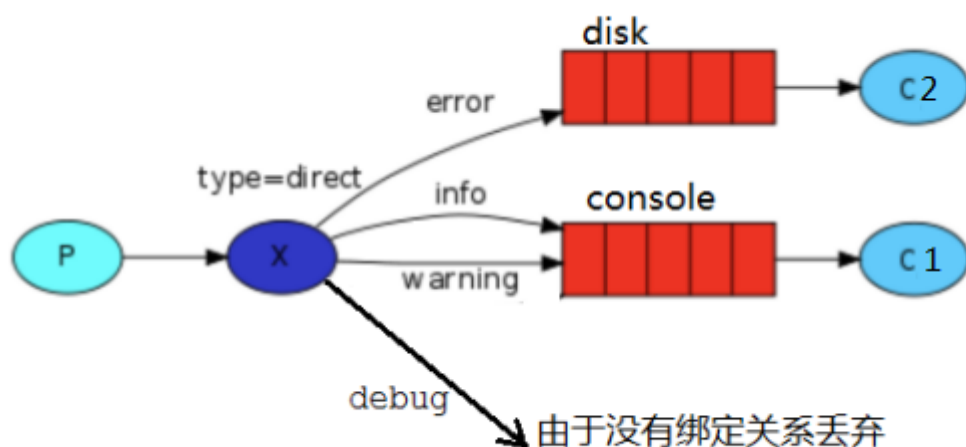 disk
C2
error
type=direct
info
console
P
X
C1
warning
debug
由于没有绑定关系丢弃